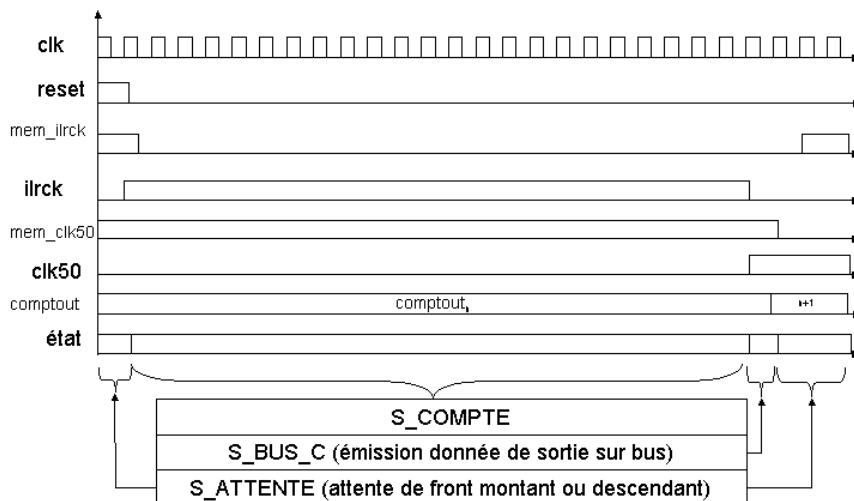 clk
reset
mem_ilrck
ilrck
mem_clk50
clk50
comptout
comptout
+1
état
S_COMPTE
S_BUS_C (émission donnée de sortie sur bus)
S_ATTENTE (attente de front montant ou descendant)